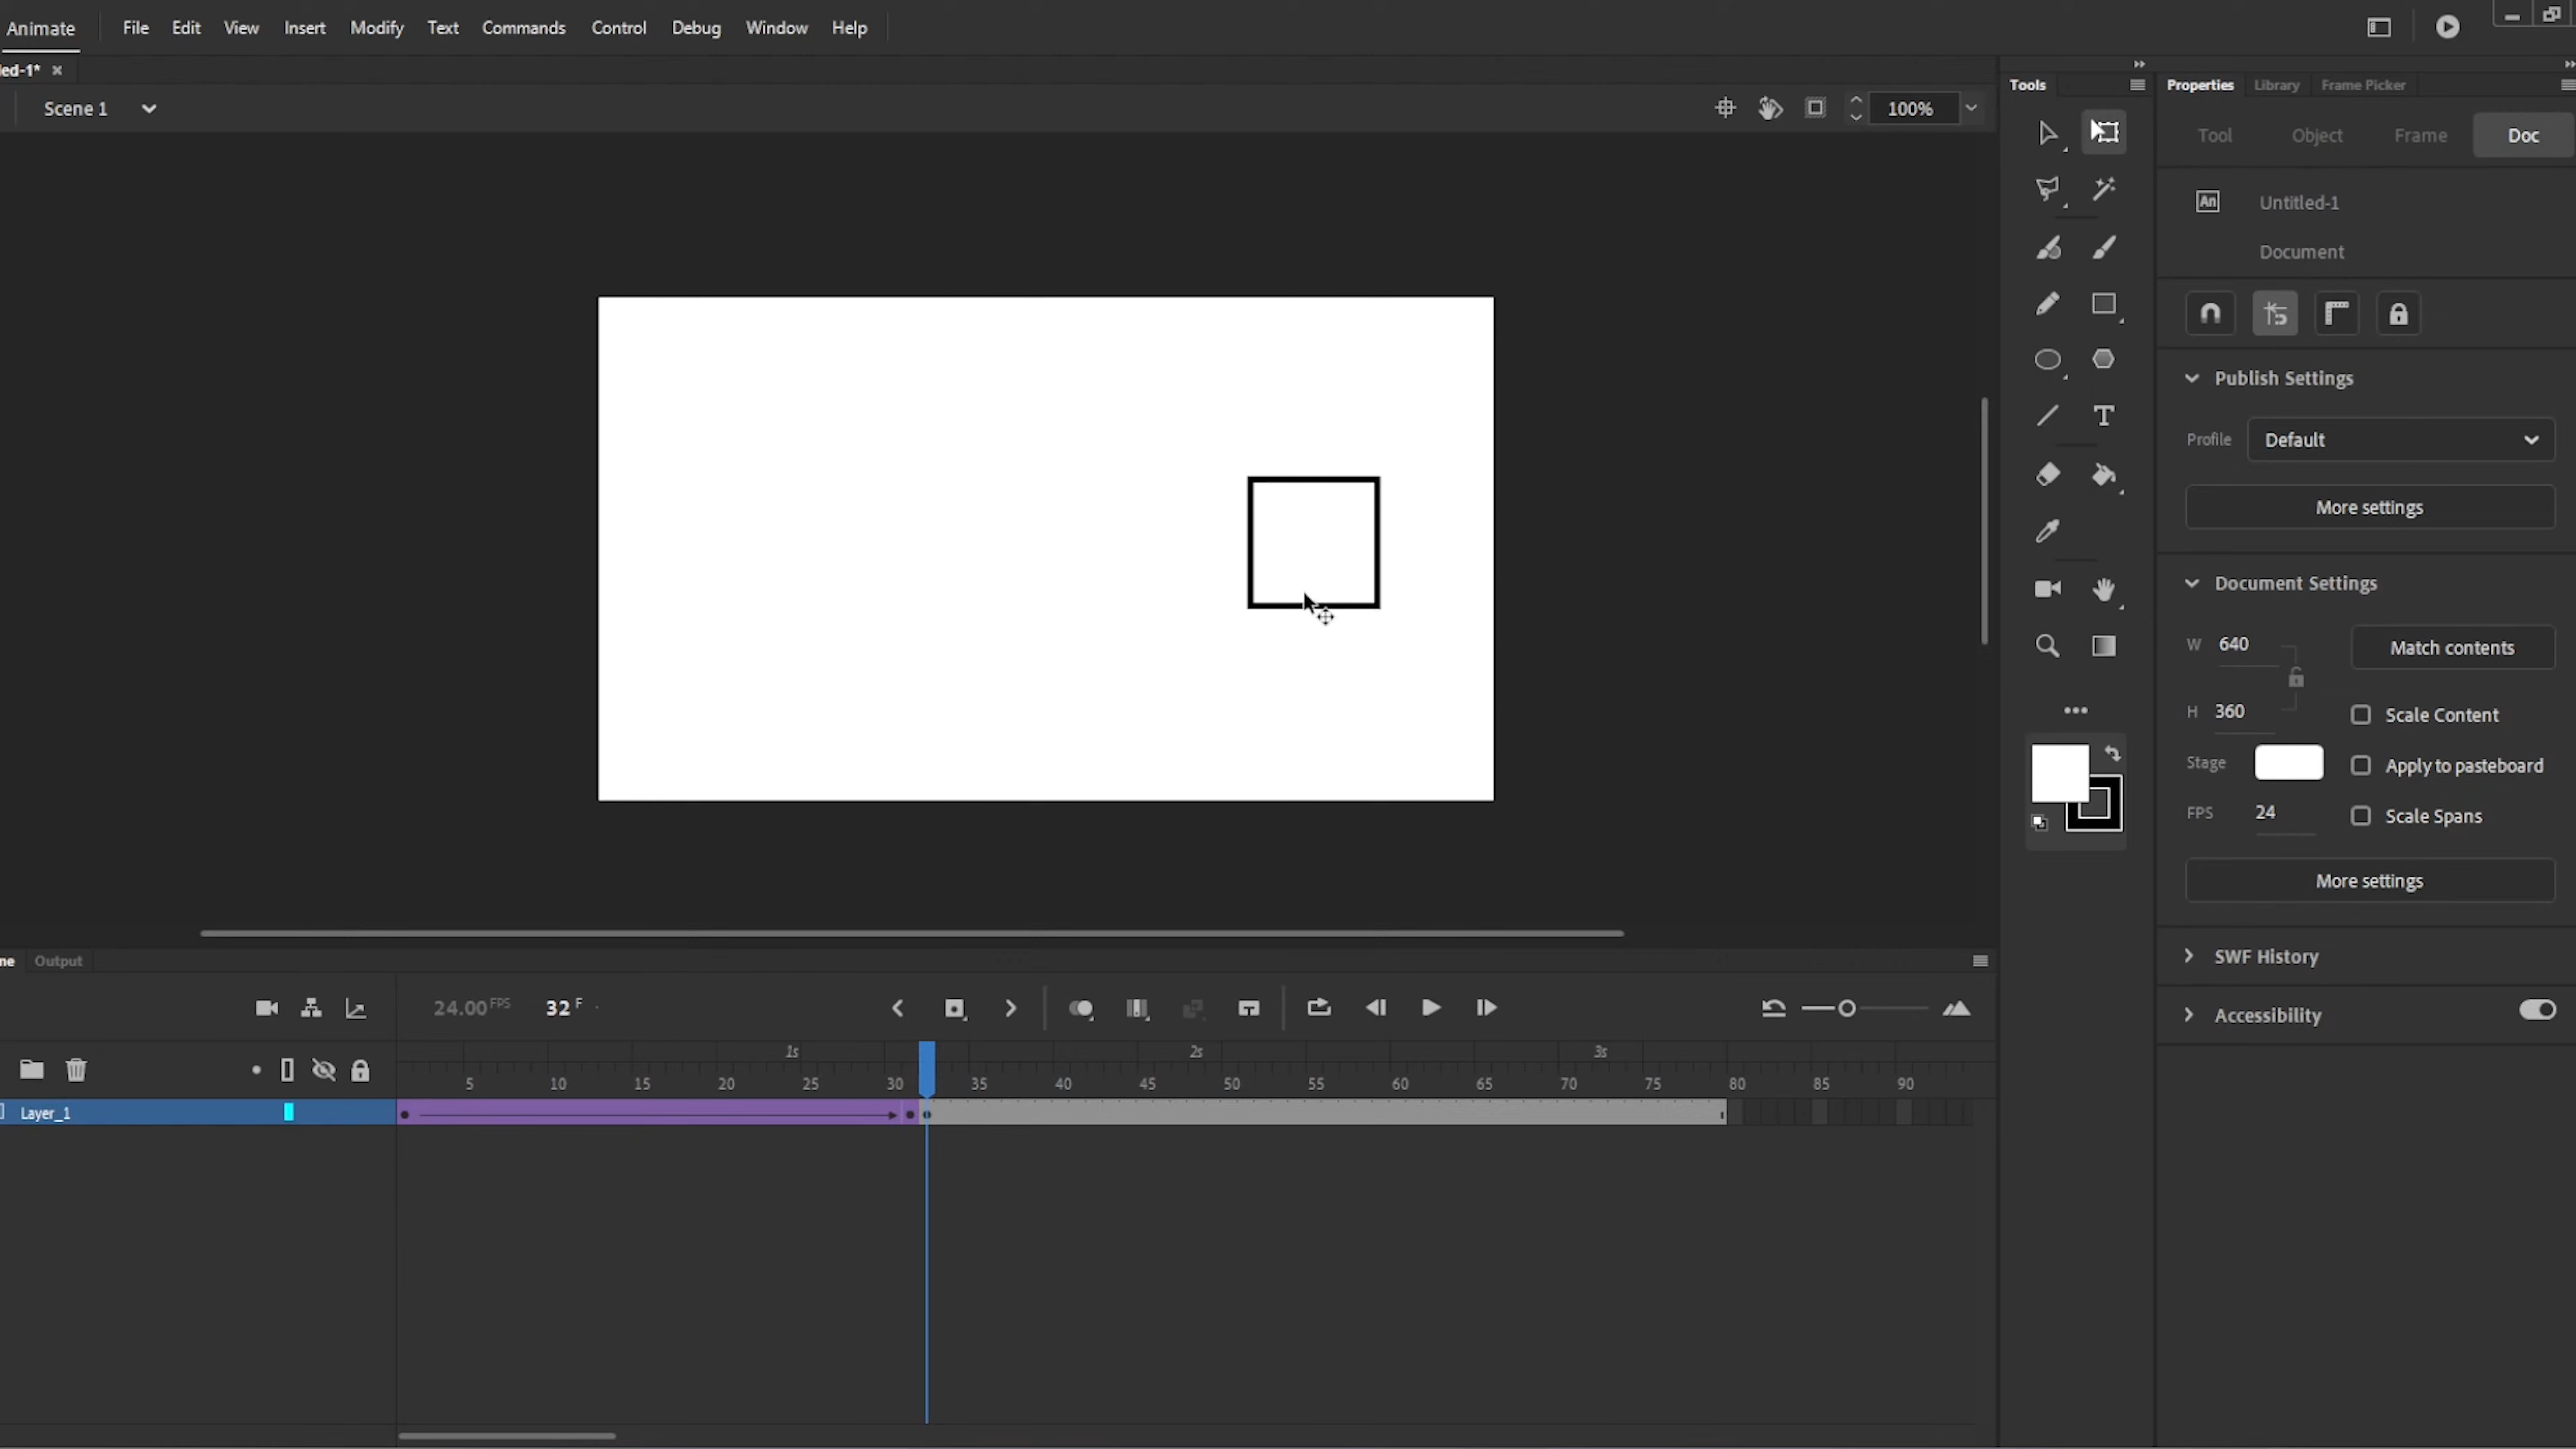 Animate File Edit View Insert Modify Text Commands Control Debug Window Help
led-1*
Scene 1
100%
Tools
Properties Library Frame Picker
Tool Object Frame Doc
An Untitled-1
Document
Publish Settings
Profile Default
More settings
Document Settings
W 640
Match contents
H 360
Scale Content
Stage
Apply to pasteboard
FPS 24
Scale Spans
More settings
SWF History
Accessibility
ne Output
24.00 FPS 32 F
1s 2s 3s
5 10 15 20 25 30 35 40 45 50 55 60 65 70 75 80 85 90
Layer_1